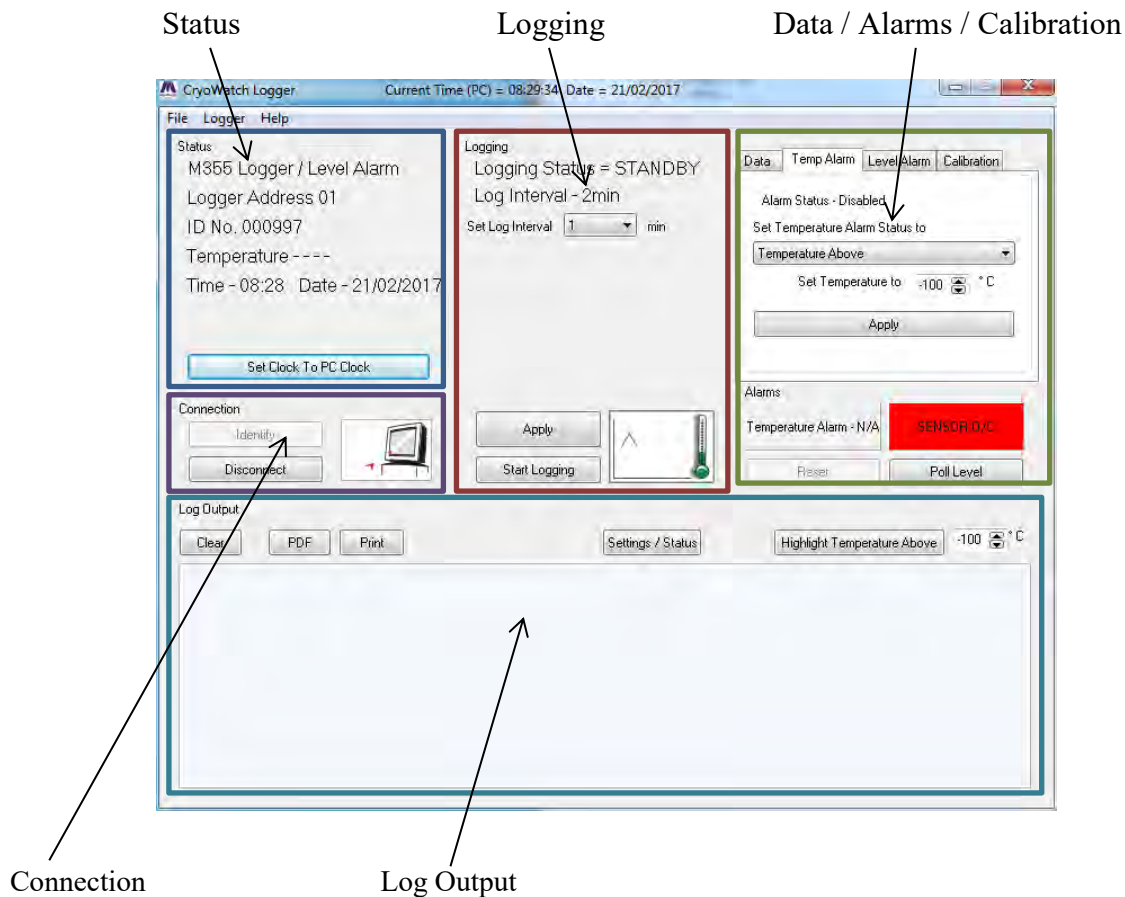 Status
Logging
Data / Alarms / Calibration
CryoWatch Logger
Current Time (PC) = 08:29:34 Date = 21/02/2017
File Logger Help
Status
M355 Logger / Level Alarm
Logger Address 01
ID No. 000997
Temperature ----
Time - 08:28 Date - 21/02/2017
Set Clock To PC Clock
Connection
Identify
Disconnect
Logging
Logging Status = STANDBY
Log Interval - 2min
Set Log Interval 1 min
Apply
Start Logging
Data Temp Alarm Level Alarm Calibration
Alarm Status - Disabled
Set Temperature Alarm Status to
Temperature Above
Set Temperature to -100 ° C
Apply
Alarms
Temperature Alarm - N/A SENSOR O/C
Reset Poll Level
Log Output
Clear PDF Print Settings / Status Highlight Temperature Above -100 ° C
Connection
Log Output